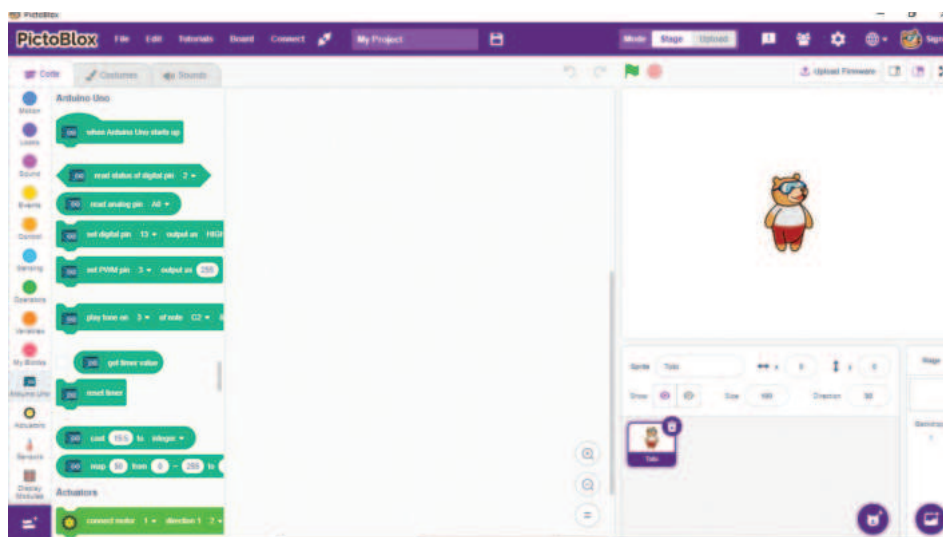 PictoBlox
PictoBlox File Edit Tutorials Board Connect My Project Mode Stage Upload Sign
Code Costumes Sounds Upload Firmware
Motion
Looks
Sound
Events
Control
Sensing
Operators
Variables
My Blocks
Arduino Uno
Actuators
Sensors
Display Modules
Arduino Uno
when Arduino Uno starts up
read status of digital pin 2
read analog pin A0
set digital pin 13 output as HIGH
set PWM pin 3 output as 255
play tone on 3 of note C2
get timer value
reset timer
cast 15.5 to integer
map 50 from 0 ~ 255 to
Actuators
connect motor 1 direction 1 2
Sprite Tobi x 0 y 0
Show Size 100 Direction 90
Tobi
Stage